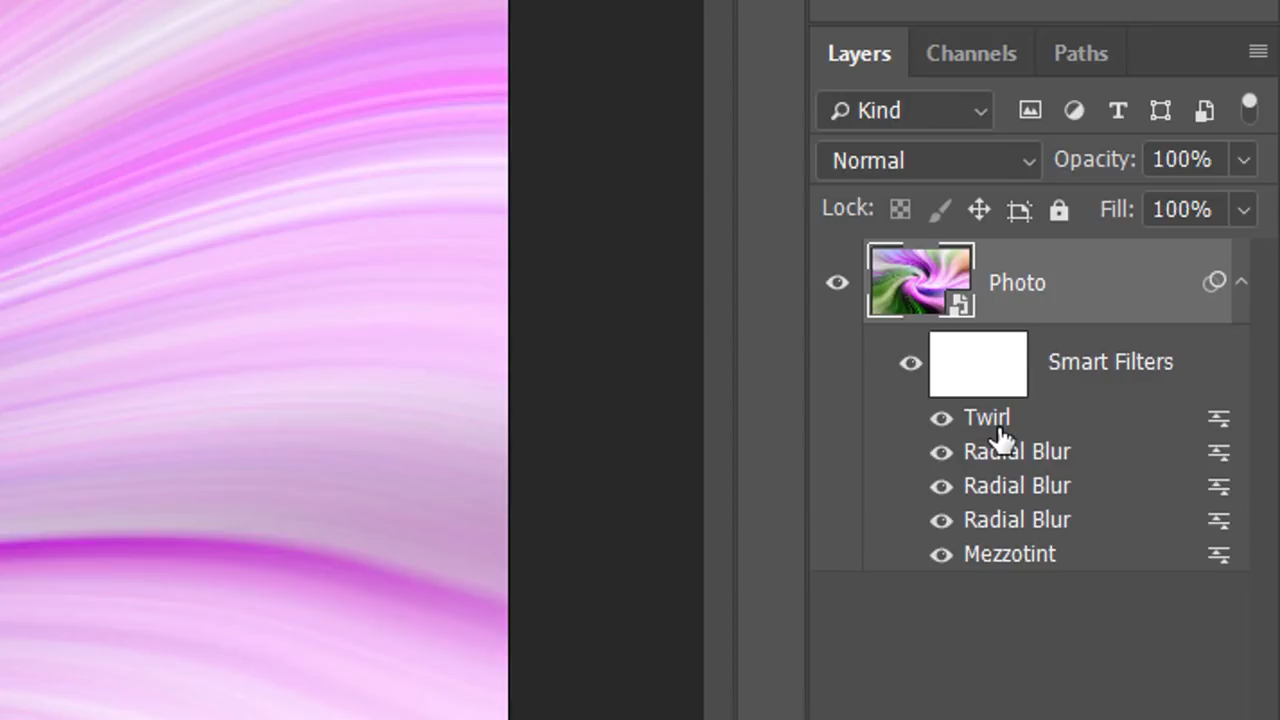 Layers Channels Paths
Kind T
Normal Opacity: 100%
Lock: Fill: 100%
Photo
Smart Filters
Twirl
Radial Blur
Radial Blur
Radial Blur
Mezzotint